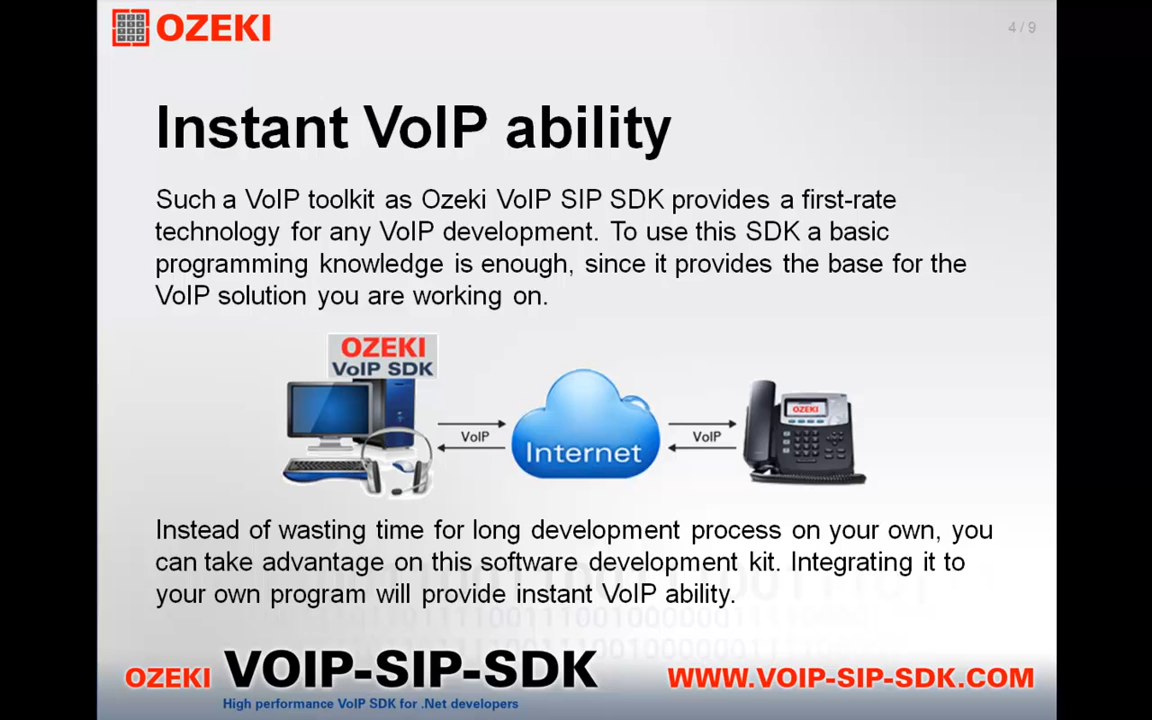 OZEKI
4 / 9
Instant VoIP ability
Such a VoIP toolkit as Ozeki VoIP SIP SDK provides a first-rate
technology for any VoIP development. To use this SDK a basic
programming knowledge is enough, since it provides the base for the
VoIP solution you are working on.
OZEKI
VoIP SDK
VoIP
Internet
VoIP
OZEKI
Instead of wasting time for long development process on your own, you
can take advantage on this software development kit. Integrating it to
your own program will provide instant VoIP ability.
OZEKI VOIP-SIP-SDK
WWW.VOIP-SIP-SDK.COM
High performance VoIP SDK for .Net developers